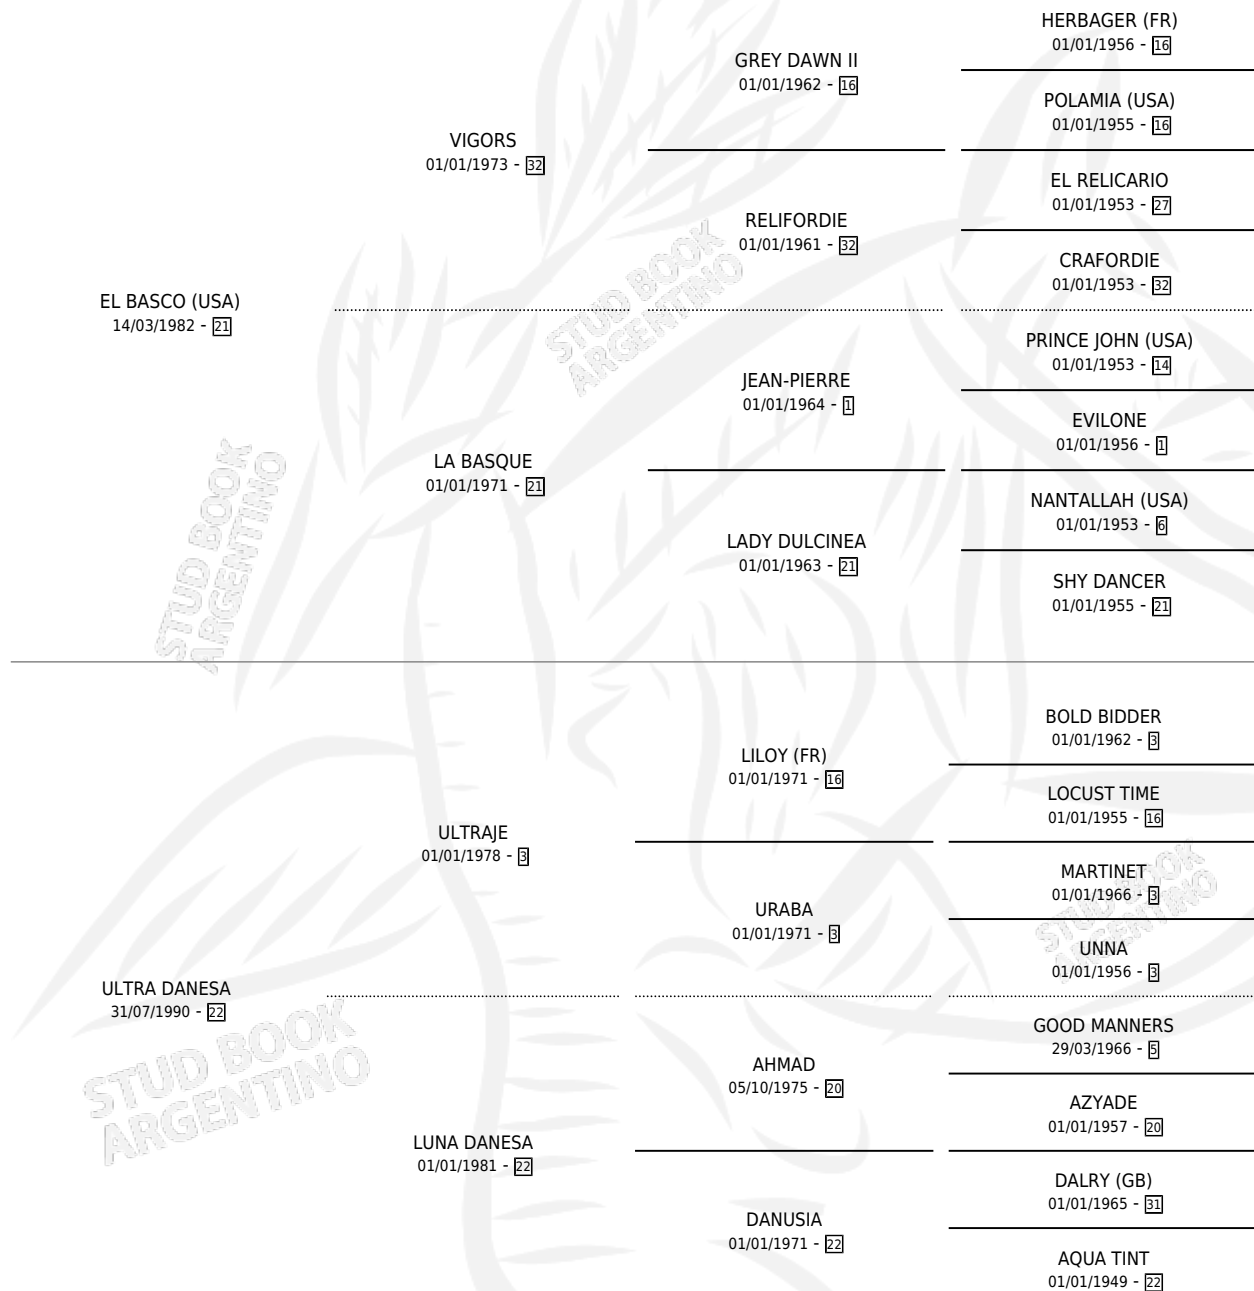 HERBAGER (FR)
01/01/1956 - 16
GREY DAWN II
01/01/1962 - 16
POLAMIA (USA)
01/01/1955 - 16
VIGORS
01/01/1973 - 32
EL RELICARIO
01/01/1953 - 27
RELIFORDIE
01/01/1961 - 32
CRAFORDIE
01/01/1953 - 32
EL BASCO (USA)
14/03/1982 - 21
PRINCE JOHN (USA)
01/01/1953 - 14
JEAN-PIERRE
01/01/1964 - 1
EVILONE
01/01/1956 - 1
LA BASQUE
01/01/1971 - 21
NANTALLAH (USA)
01/01/1953 - 6
LADY DULCINEA
01/01/1963 - 21
SHY DANCER
01/01/1955 - 21
BOLD BIDDER
01/01/1962 - 3
LILOY (FR)
01/01/1971 - 16
LOCUST TIME
01/01/1955 - 16
ULTRAJE
01/01/1978 - 3
MARTINET
01/01/1966 - 3
URABA
01/01/1971 - 3
UNNA
01/01/1956 - 3
ULTRA DANESA
31/07/1990 - 22
GOOD MANNERS
29/03/1966 - 5
AHMAD
05/10/1975 - 20
AZYADE
01/01/1957 - 20
LUNA DANESA
01/01/1981 - 22
DALRY (GB)
01/01/1965 - 31
DANUSIA
01/01/1971 - 22
AQUA TINT
01/01/1949 - 22
STUD BOOK
ARGENTINO
STUD BOOK
ARGENTINO
STUD BOOK
ARGENTINO
STUD BOOK
ARGENTINO